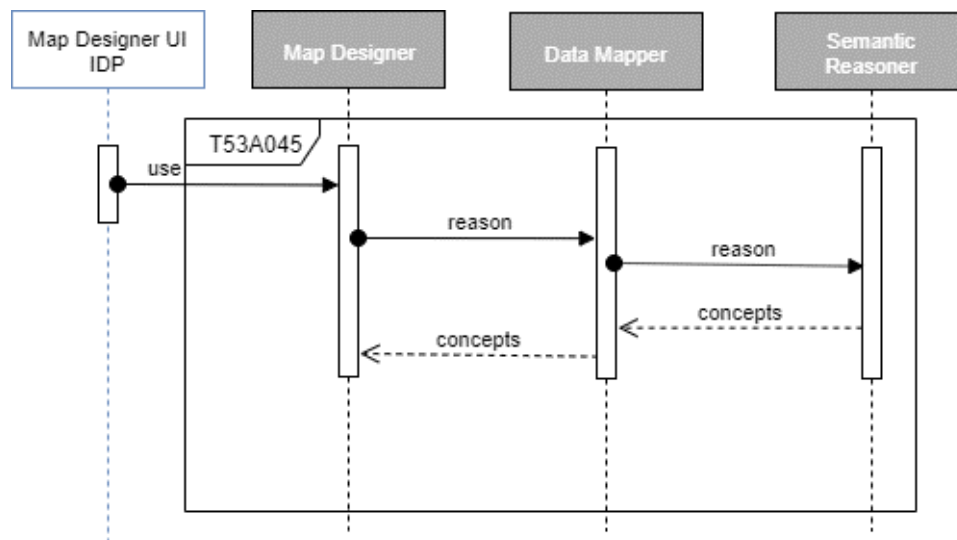 Map Designer UI
IDP
Map Designer
Data Mapper
Semantic
Reasoner
T53A045
use
reason
reason
concepts
concepts